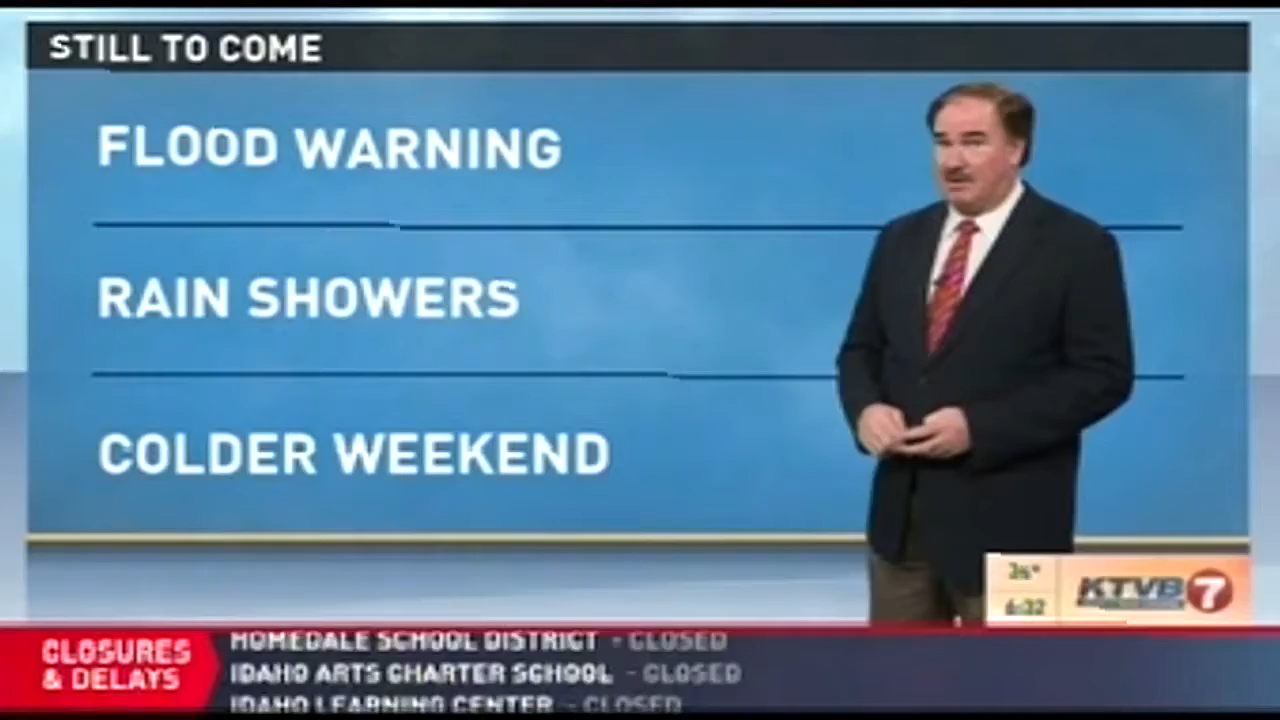 STILL TO COME
FLOOD WARNING
RAIN SHOWERS
COLDER WEEKEND
KTVB 7
6:32
CLOSURES
& DELAYS
HOMEDALE SCHOOL DISTRICT - CLOSED
IDAHO ARTS CHARTER SCHOOL - CLOSED
IDAHO LEARNING CENTER - CLOSED